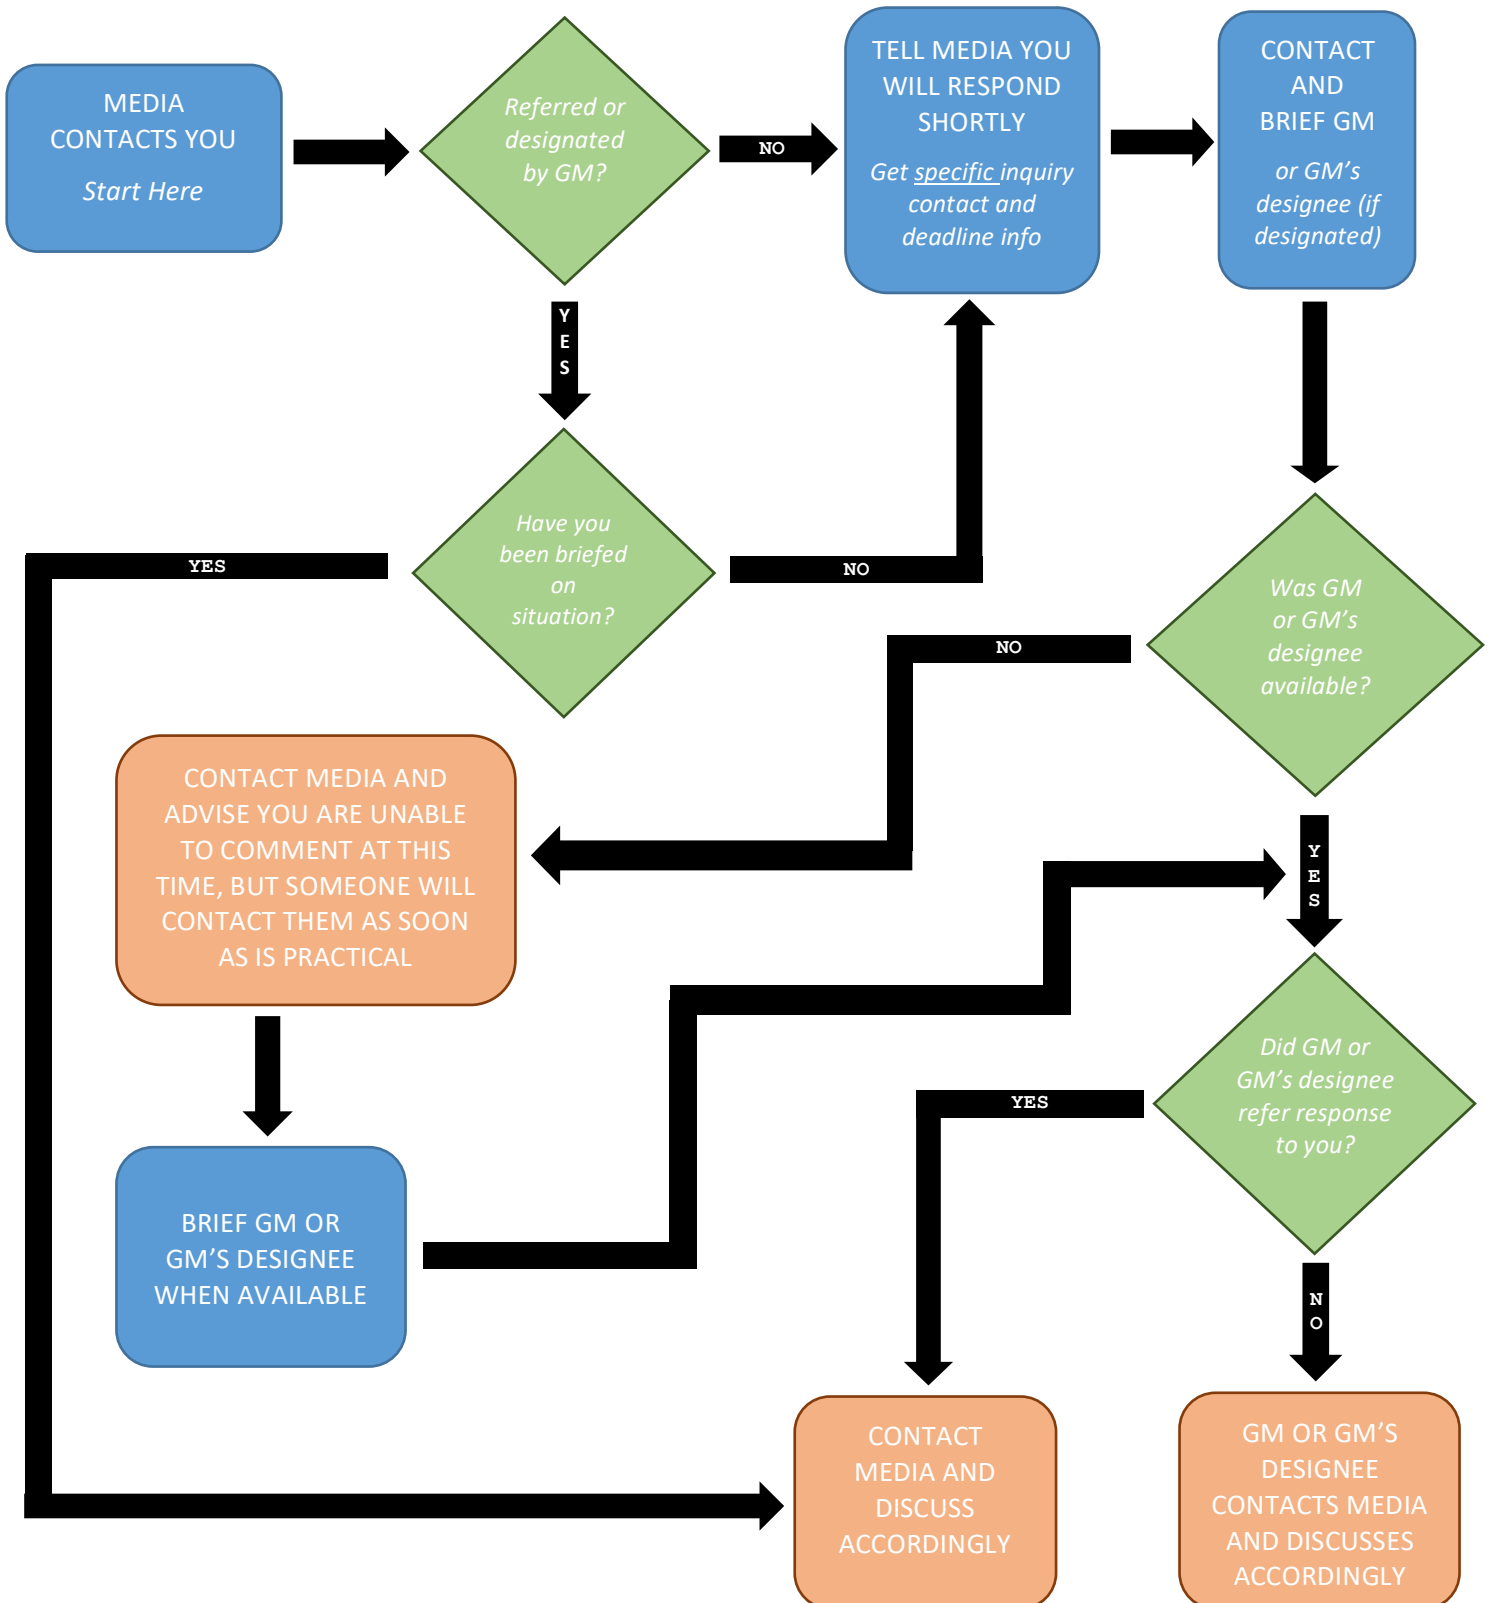 MEDIA
CONTACTS YOU
Start Here
Referred or
designated
by GM?
NO
TELL MEDIA YOU
WILL RESPOND
SHORTLY
Get specific inquiry
contact and
deadline info
CONTACT
AND
BRIEF GM
or GM’s
designee (if
designated)
YES
Have you
been briefed
on
situation?
YES
NO
Was GM
or GM’s
designee
available?
NO
CONTACT MEDIA AND
ADVISE YOU ARE UNABLE
TO COMMENT AT THIS
TIME, BUT SOMEONE WILL
CONTACT THEM AS SOON
AS IS PRACTICAL
YES
Did GM or
GM’s designee
refer response
to you?
YES
BRIEF GM OR
GM’S DESIGNEE
WHEN AVAILABLE
NO
CONTACT
MEDIA AND
DISCUSS
ACCORDINGLY
GM OR GM’S
DESIGNEE
CONTACTS MEDIA
AND DISCUSSES
ACCORDINGLY